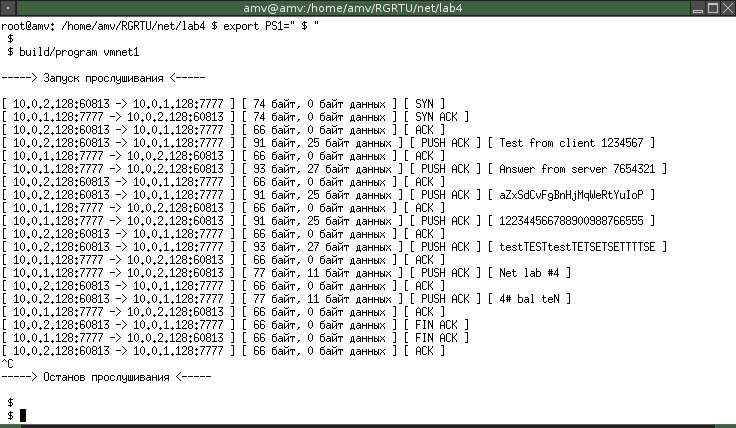 amv@amv:/home/amv/RGRTU/net/lab4
root@amv: /home/amv/RGRTU/net/lab4 $ export PS1=" $ "
$
$ build/program vmnet1
-----> Запуск прослушивания <-----
[ 10.0.2.128:60813 -> 10.0.1.128:7777 ] [ 74 байт, 0 байт данных ] [ SYN ]
[ 10.0.1.128:7777 -> 10.0.2.128:60813 ] [ 74 байт, 0 байт данных ] [ SYN ACK ]
[ 10.0.2.128:60813 -> 10.0.1.128:7777 ] [ 66 байт, 0 байт данных ] [ ACK ]
[ 10.0.2.128:60813 -> 10.0.1.128:7777 ] [ 91 байт, 25 байт данных ] [ PUSH ACK ] [ Test from client 1234567 ]
[ 10.0.1.128:7777 -> 10.0.2.128:60813 ] [ 66 байт, 0 байт данных ] [ ACK ]
[ 10.0.1.128:7777 -> 10.0.2.128:60813 ] [ 93 байт, 27 байт данных ] [ PUSH ACK ] [ Answer from server 7654321 ]
[ 10.0.2.128:60813 -> 10.0.1.128:7777 ] [ 66 байт, 0 байт данных ] [ ACK ]
[ 10.0.2.128:60813 -> 10.0.1.128:7777 ] [ 91 байт, 25 байт данных ] [ PUSH ACK ] [ aZxSdCvFgBnHjMqWeRtYuIoP ]
[ 10.0.1.128:7777 -> 10.0.2.128:60813 ] [ 66 байт, 0 байт данных ] [ ACK ]
[ 10.0.1.128:7777 -> 10.0.2.128:60813 ] [ 91 байт, 25 байт данных ] [ PUSH ACK ] [ 122344566788900988766555 ]
[ 10.0.2.128:60813 -> 10.0.1.128:7777 ] [ 66 байт, 0 байт данных ] [ ACK ]
[ 10.0.1.128:7777 -> 10.0.2.128:60813 ] [ 93 байт, 27 байт данных ] [ PUSH ACK ] [ testTESTtestTETSETSETTTTSE ]
[ 10.0.2.128:60813 -> 10.0.1.128:7777 ] [ 66 байт, 0 байт данных ] [ ACK ]
[ 10.0.1.128:7777 -> 10.0.2.128:60813 ] [ 77 байт, 11 байт данных ] [ PUSH ACK ] [ Net lab #4 ]
[ 10.0.2.128:60813 -> 10.0.1.128:7777 ] [ 66 байт, 0 байт данных ] [ ACK ]
[ 10.0.2.128:60813 -> 10.0.1.128:7777 ] [ 77 байт, 11 байт данных ] [ PUSH ACK ] [ 4# bal teN ]
[ 10.0.1.128:7777 -> 10.0.2.128:60813 ] [ 66 байт, 0 байт данных ] [ ACK ]
[ 10.0.2.128:60813 -> 10.0.1.128:7777 ] [ 66 байт, 0 байт данных ] [ FIN ACK ]
[ 10.0.1.128:7777 -> 10.0.2.128:60813 ] [ 66 байт, 0 байт данных ] [ FIN ACK ]
[ 10.0.2.128:60813 -> 10.0.1.128:7777 ] [ 66 байт, 0 байт данных ] [ ACK ]
^C
-----> Останов прослушивания <-----
$
$